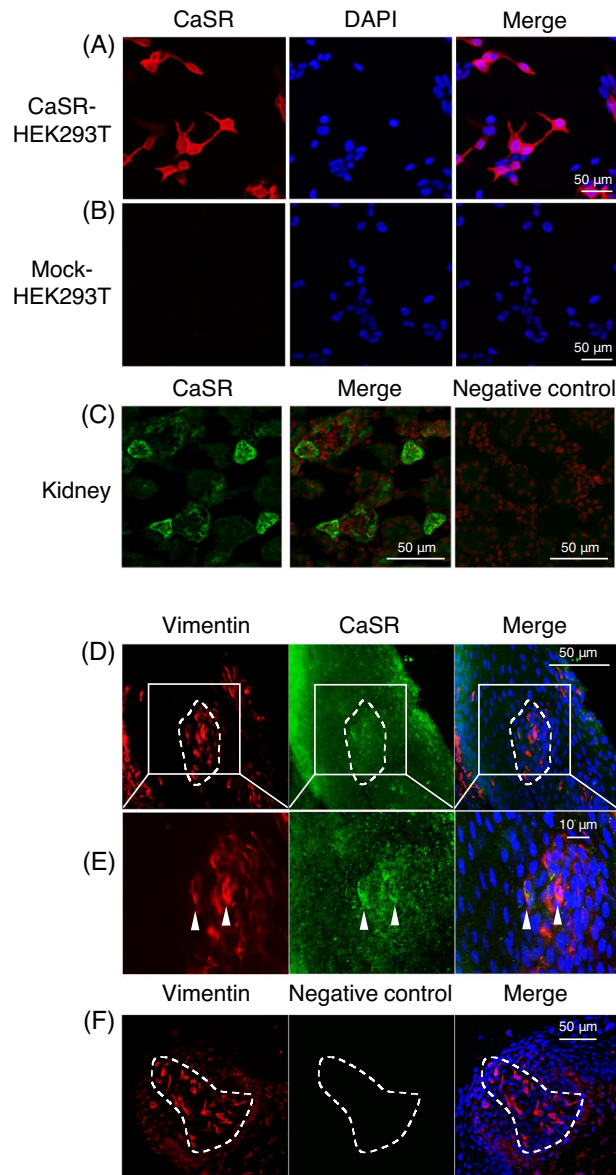 CaSR DAPI Merge
(A)
CaSR-
HEK293T
50 µm
(B)
Mock-
HEK293T
50 µm
CaSR Merge Negative control
(C)
Kidney
50 µm 50 µm
Vimentin CaSR Merge
(D)
50 µm
(E)
10 µm
Vimentin Negative control Merge
(F)
50 µm